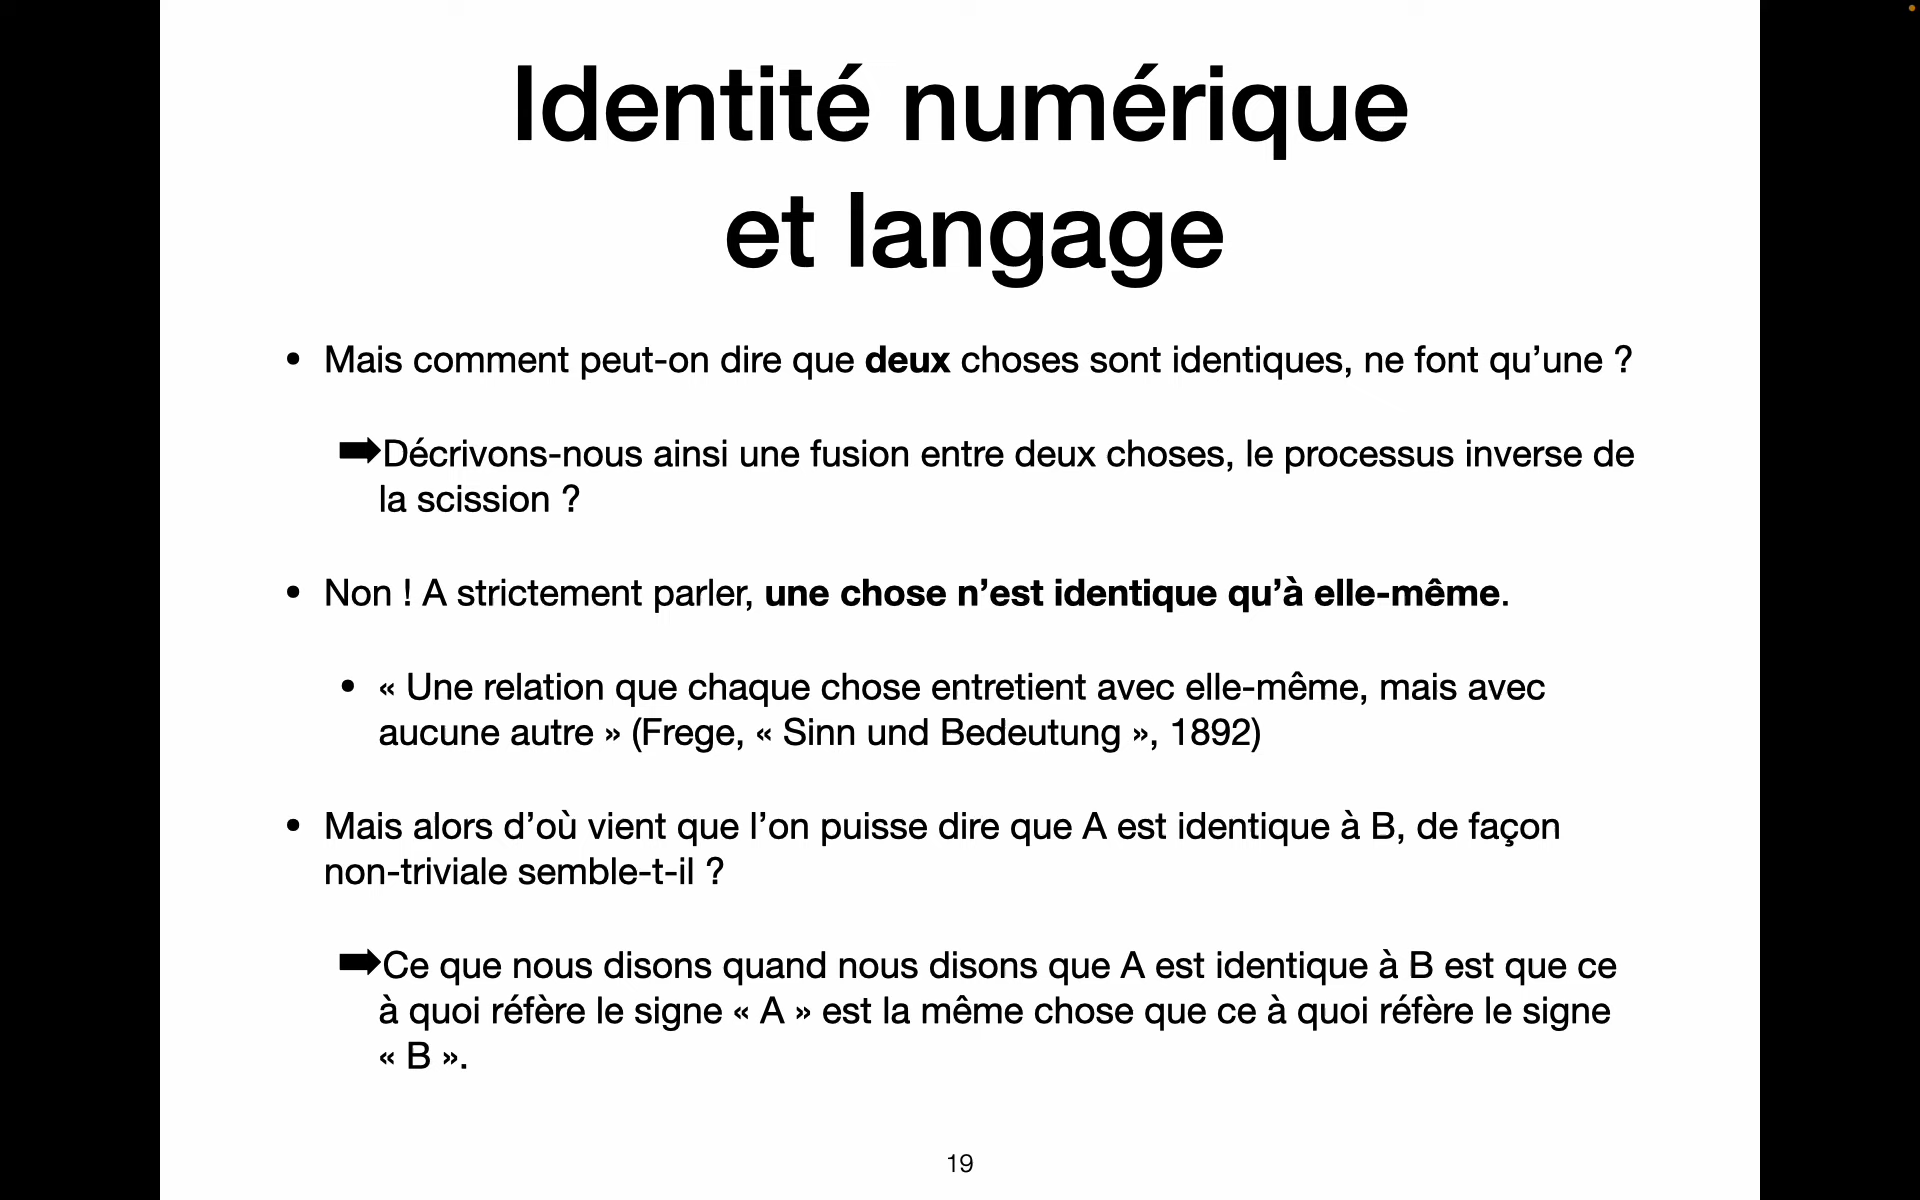 Identité numérique
et langage
• Mais comment peut-on dire que deux choses sont identiques, ne font qu’une ?
➡Décrivons-nous ainsi une fusion entre deux choses, le processus inverse de
la scission ?
• Non ! A strictement parler, une chose n’est identique qu’à elle-même.
• « Une relation que chaque chose entretient avec elle-même, mais avec
aucune autre » (Frege, « Sinn und Bedeutung », 1892)
• Mais alors d’où vient que l’on puisse dire que A est identique à B, de façon
non-triviale semble-t-il ?
➡Ce que nous disons quand nous disons que A est identique à B est que ce
à quoi réfère le signe « A » est la même chose que ce à quoi réfère le signe
« B ».
19